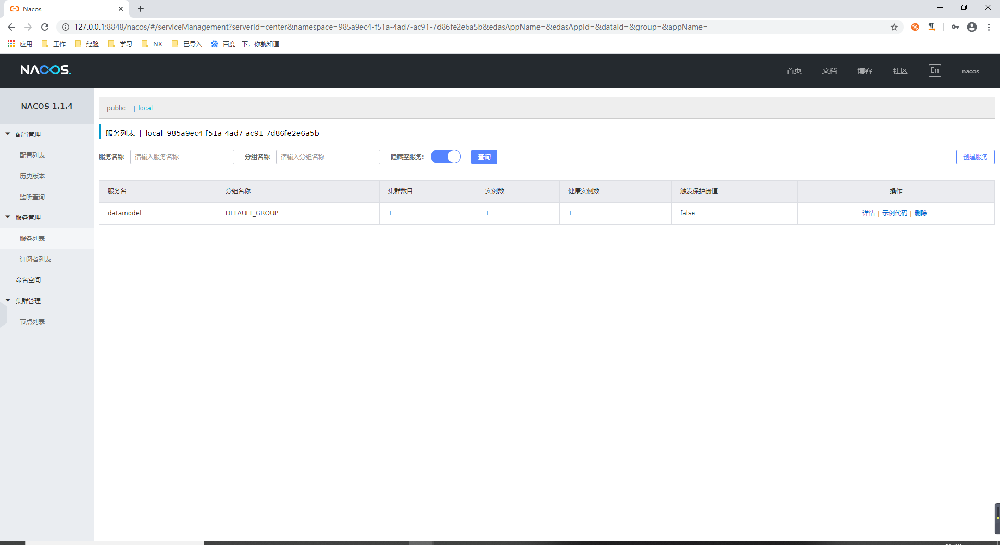 Nacos
127.0.0.1:8848/nacos/#/serviceManagement?serverId=center&namespace=985a9ec4-f51a-4ad7-ac91-7d86fe2e6a5b&edasAppName=&edasAppId=&dataId=&group=&appName=
应用 工作 经验 学习 NX 已导入 百度一下，你就知道
NACOS. 首页 文档 博客 社区 En nacos
NACOS 1.1.4
配置管理
配置列表
历史版本
监听查询
服务管理
服务列表
订阅者列表
命名空间
集群管理
节点列表
public | local
服务列表 | local 985a9ec4-f51a-4ad7-ac91-7d86fe2e6a5b
服务名称 请输入服务名称 分组名称 请输入分组名称 隐藏空服务: 查询 创建服务
服务名 分组名称 集群数目 实例数 健康实例数 触发保护阈值 操作
datamodel DEFAULT_GROUP 1 1 1 false 详情 | 示例代码 | 删除